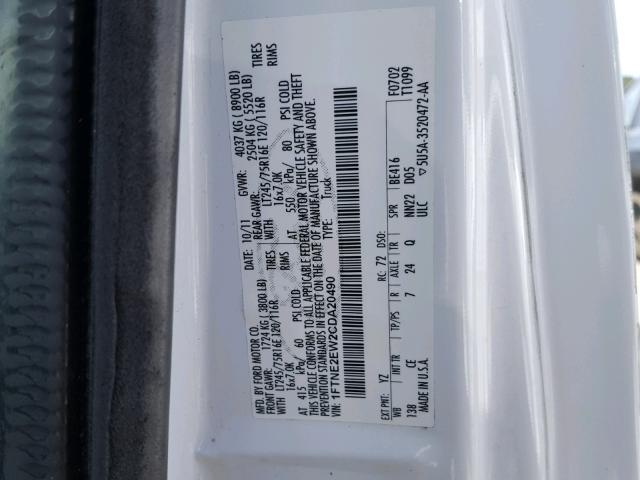 MFD. BY FORD MOTOR CO.
DATE: 10/11 GVWR: 4037 KG ( 8900 LB)
FRONT GAWR: 1724 KG ( 3800 LB) REAR GAWR: 2504 KG ( 5520 LB)
WITH LT245/75R16E 120/116R TIRES WITH LT245/75R16E 120/116R TIRES
16x7.0K RIMS 16x7.0K RIMS
AT 415 kPa/ 60 PSI COLD AT 550 kPa/ 80 PSI COLD
THIS VEHICLE CONFORMS TO ALL APPLICABLE FEDERAL MOTOR VEHICLE SAFETY AND THEFT
PREVENTION STANDARDS IN EFFECT ON THE DATE OF MANUFACTURE SHOWN ABOVE.
VIN: 1FTNE2EW2CDA20490 TYPE: Truck
F0702
T1099
EXT PNT: YZ RC: 72 DSO: BE416
WB INT TR TP/PS R AXLE TR SPR
138 CE 7 24 Q NN22 DOS
MADE IN U.S.A. ULC 5U5A-3520472-AA